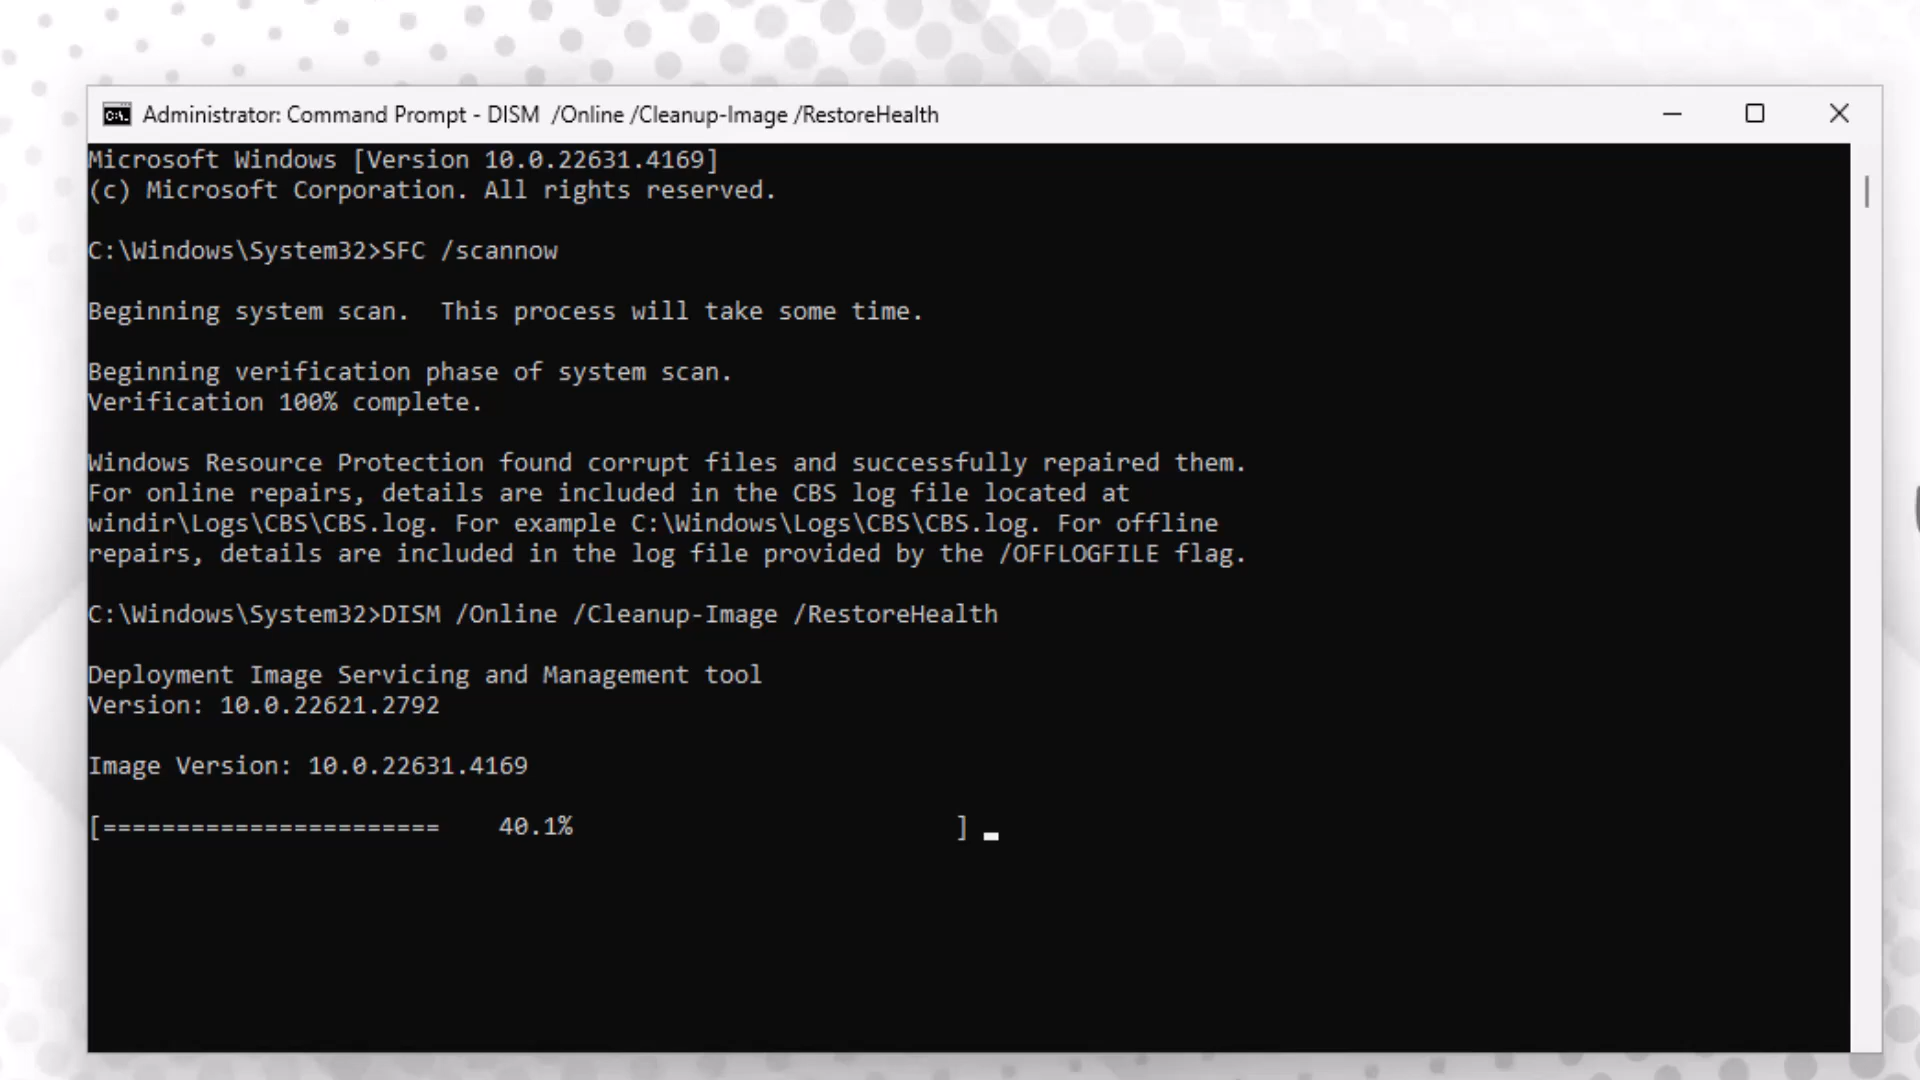 Administrator: Command Prompt - DISM  /Online /Cleanup-Image /RestoreHealth
Microsoft Windows [Version 10.0.22631.4169]
(c) Microsoft Corporation. All rights reserved.
C:\Windows\System32>SFC /scannow
Beginning system scan.  This process will take some time.
Beginning verification phase of system scan.
Verification 100% complete.
Windows Resource Protection found corrupt files and successfully repaired them.
For online repairs, details are included in the CBS log file located at
windir\Logs\CBS\CBS.log. For example C:\Windows\Logs\CBS\CBS.log. For offline
repairs, details are included in the log file provided by the /OFFLOGFILE flag.
C:\Windows\System32>DISM /Online /Cleanup-Image /RestoreHealth
Deployment Image Servicing and Management tool
Version: 10.0.22621.2792
Image Version: 10.0.22631.4169
[=======================    40.1%                          ]